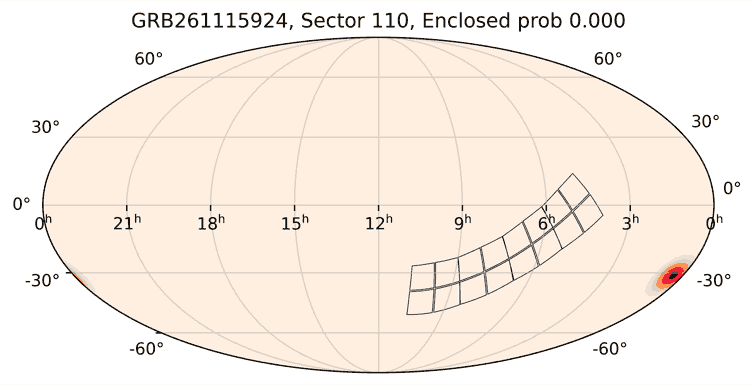 GRB261115924, Sector 110, Enclosed prob 0.000
60° 60°
30° 30°
0° 0°
0h 21h 18h 15h 12h 9h 6h 3h 0h
-30° -30°
-60° -60°